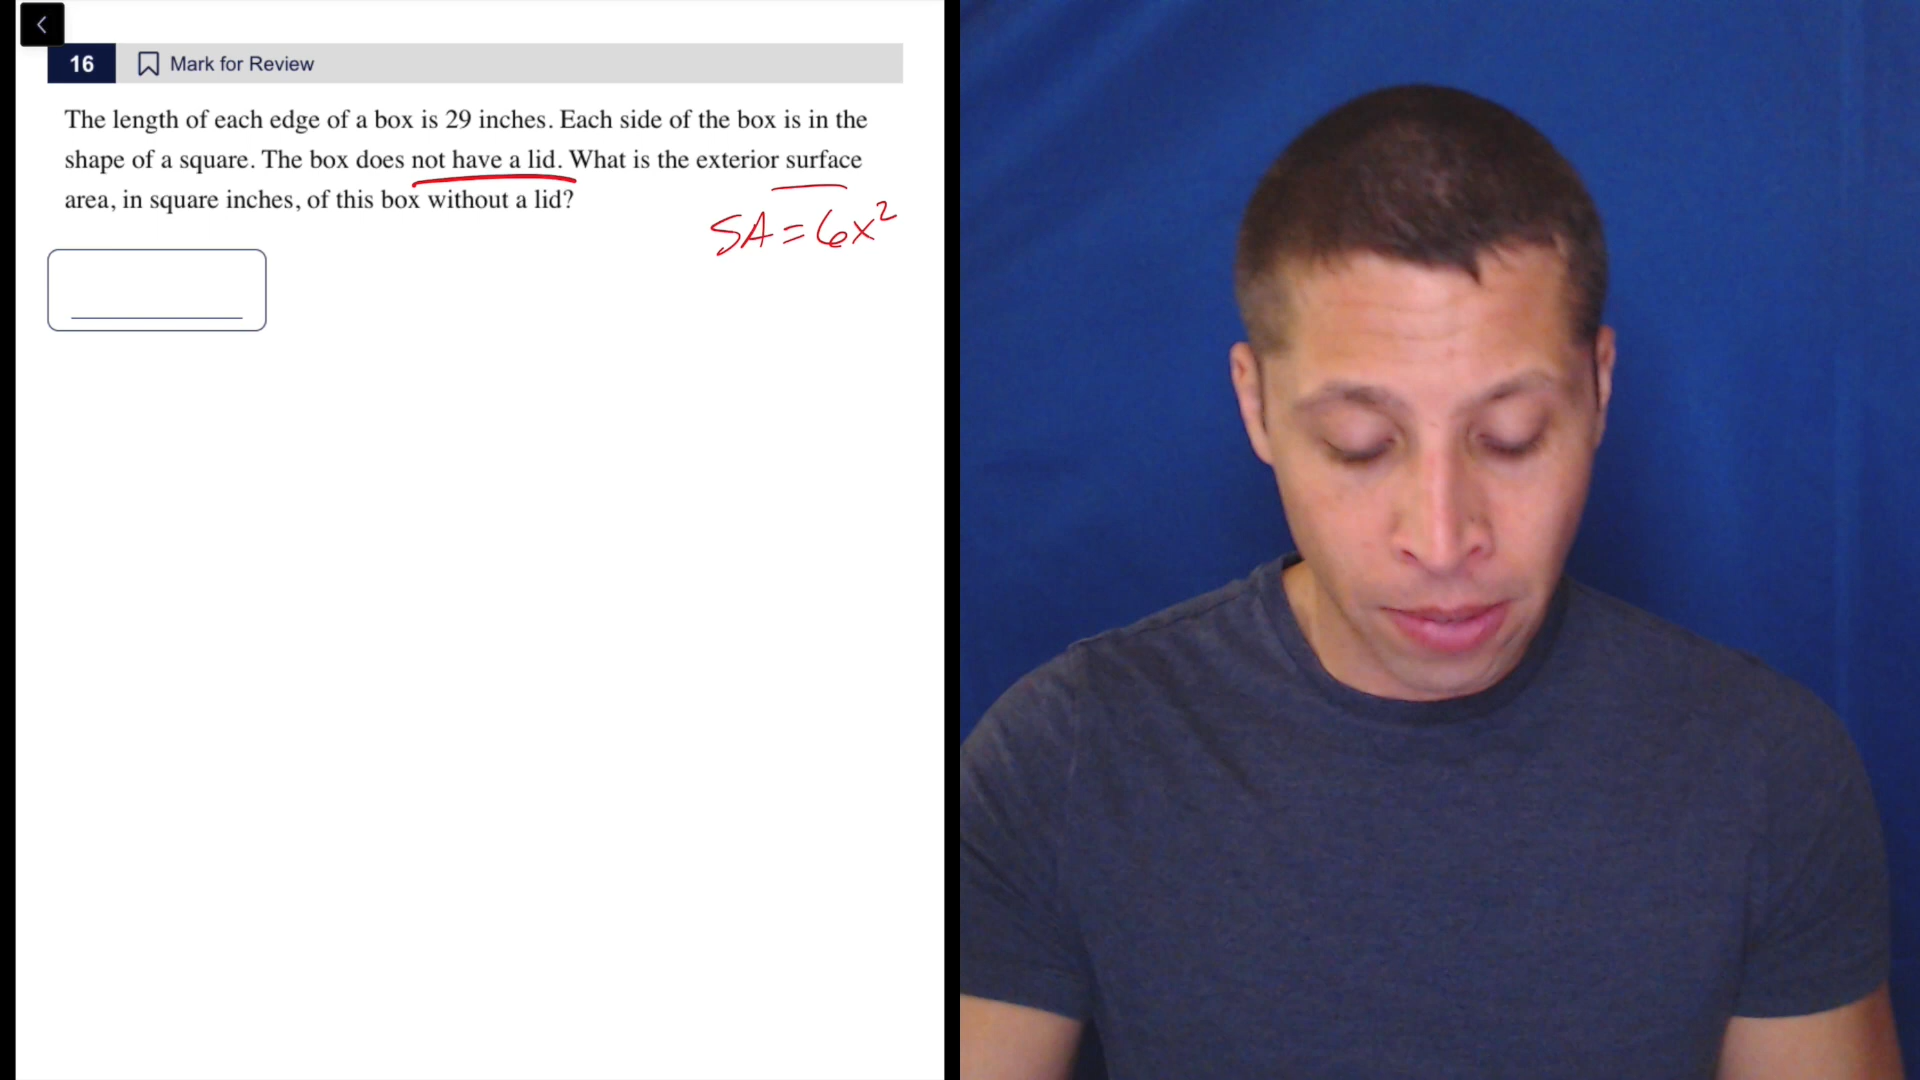 16 Mark for Review
The length of each edge of a box is 29 inches. Each side of the box is in the
shape of a square. The box does not have a lid. What is the exterior surface
area, in square inches, of this box without a lid?
SA = 6x²